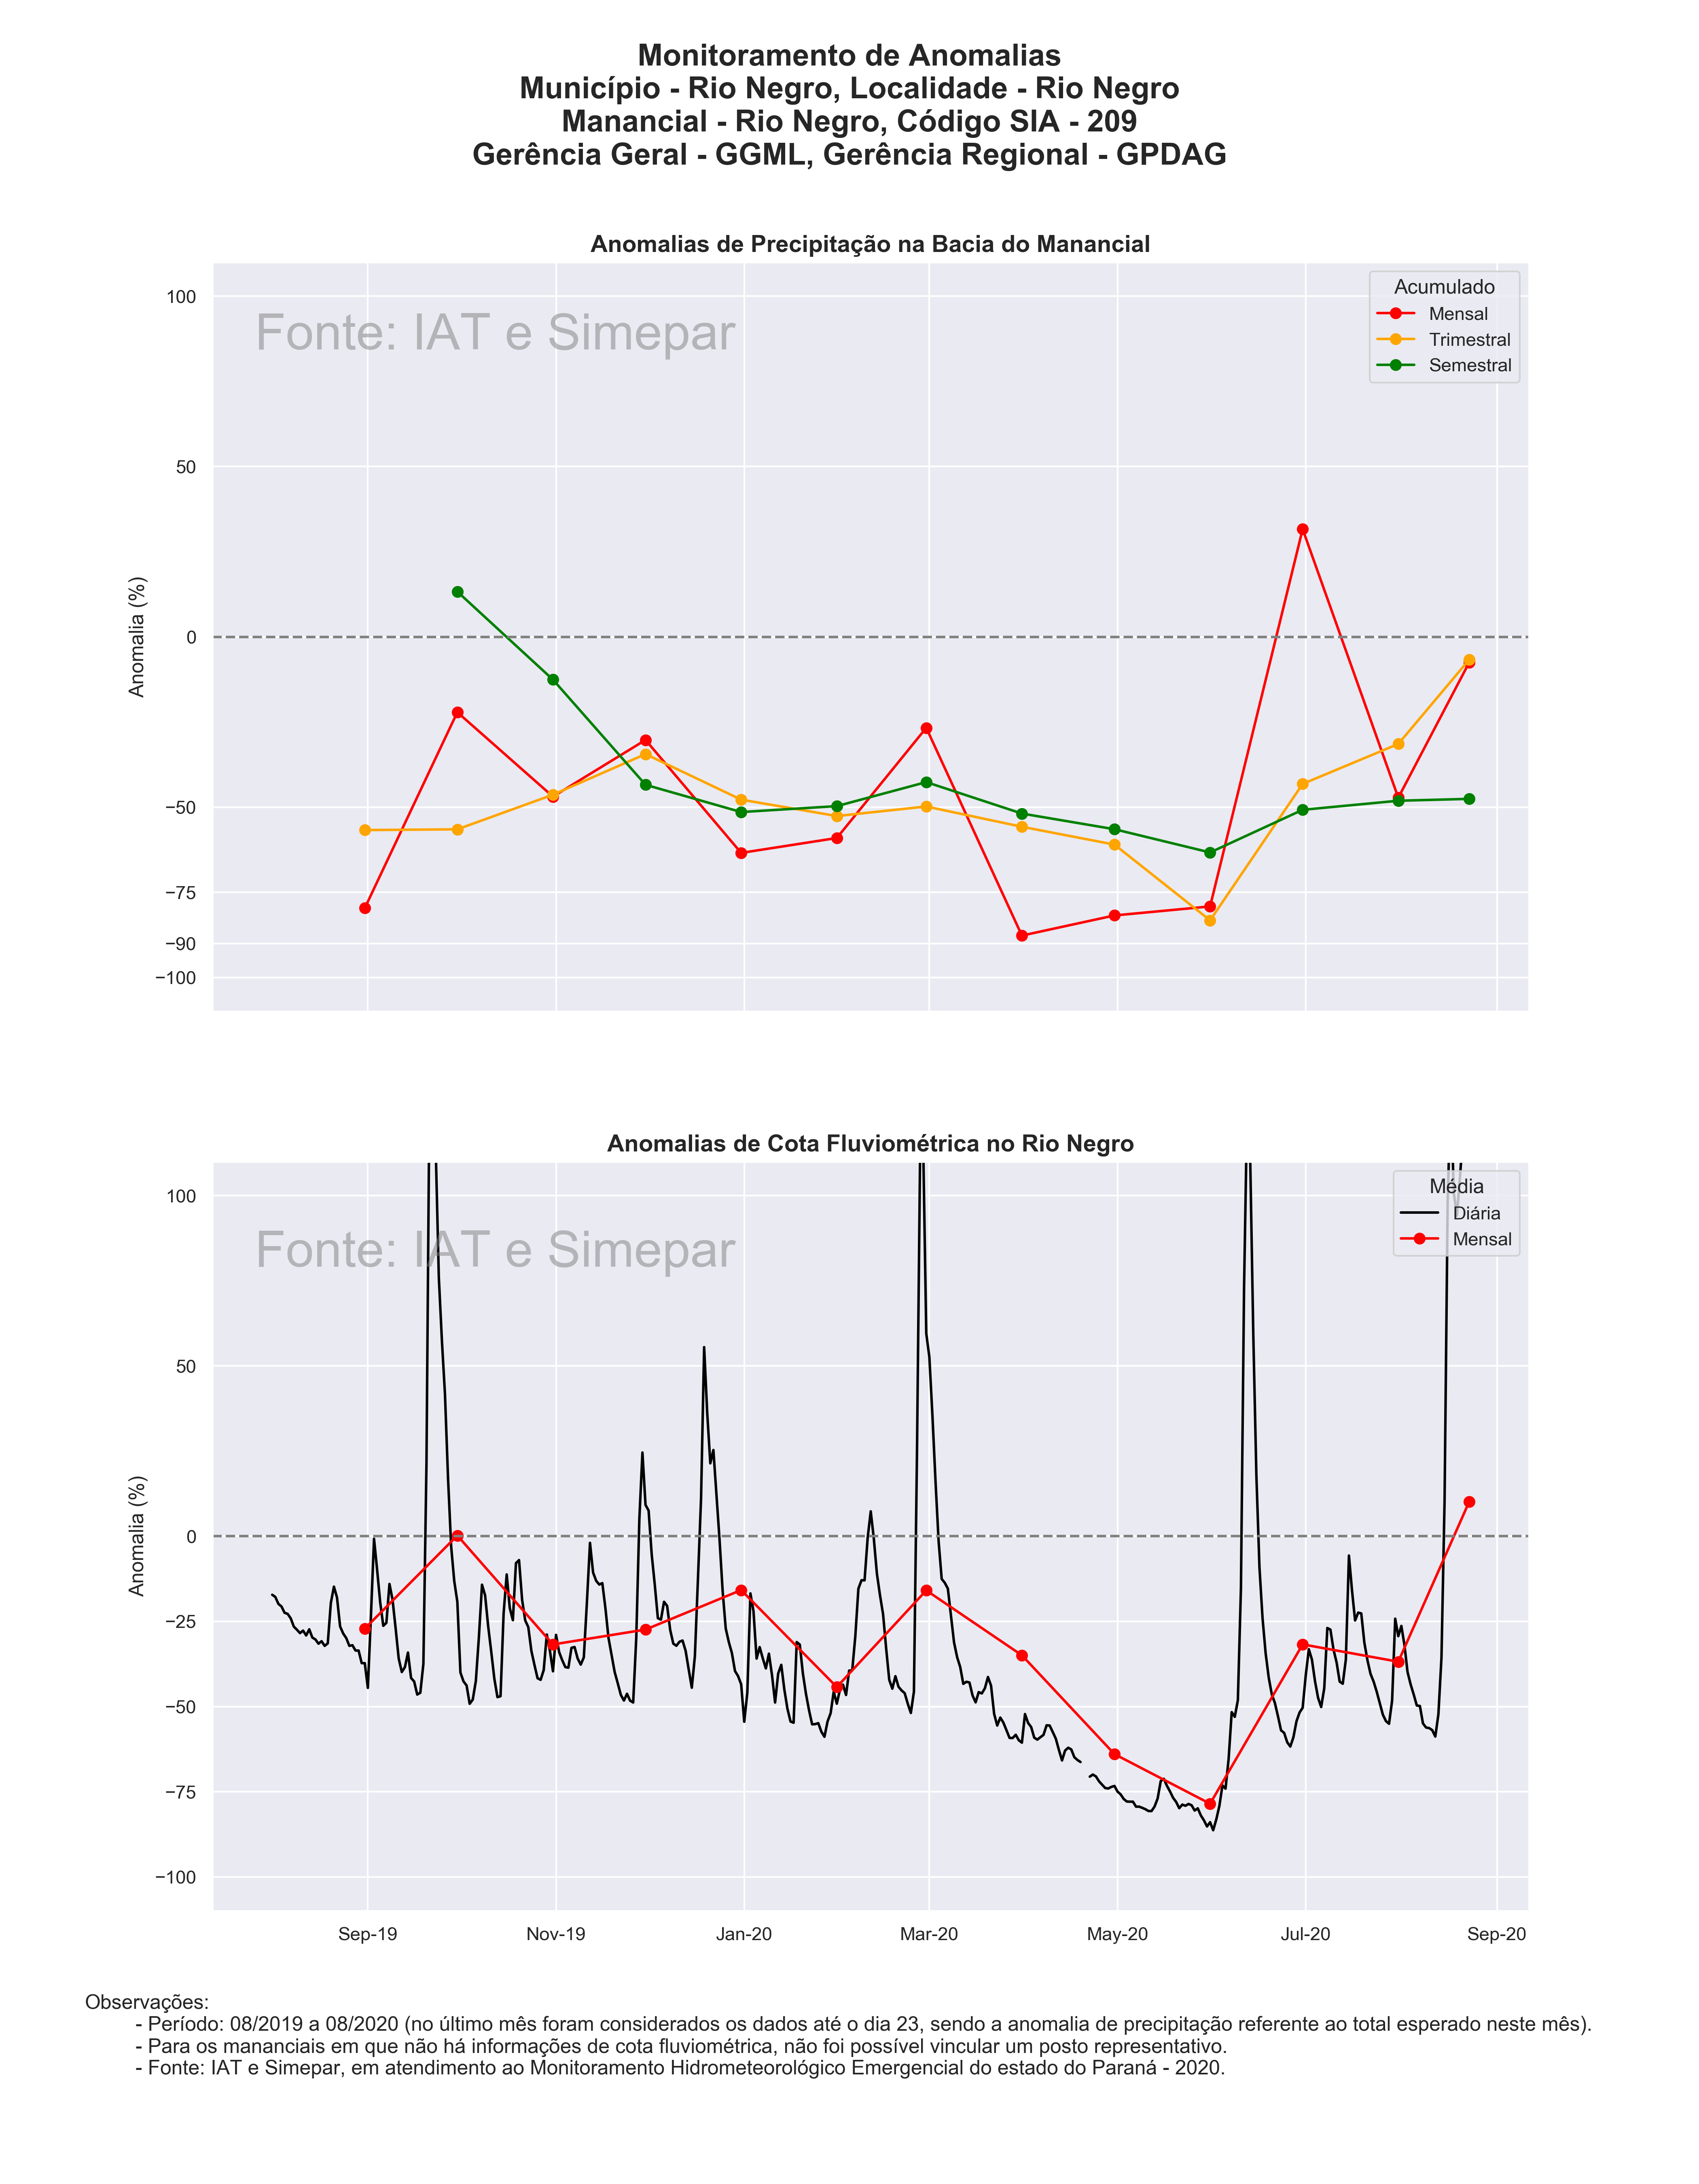 Monitoramento de Anomalias
Município - Rio Negro, Localidade - Rio Negro
Manancial - Rio Negro, Código SIA - 209
Gerência Geral - GGML, Gerência Regional - GPDAG
Anomalias de Precipitação na Bacia do Manancial
Fonte: IAT e Simepar
Acumulado
Mensal
Trimestral
Semestral
Anomalia (%)
100
50
0
−50
−75
−90
−100
Anomalias de Cota Fluviométrica no Rio Negro
Fonte: IAT e Simepar
Média
Diária
Mensal
Anomalia (%)
100
50
0
−25
−50
−75
−100
Sep-19 Nov-19 Jan-20 Mar-20 May-20 Jul-20 Sep-20
Observações:
- Período: 08/2019 a 08/2020 (no último mês foram considerados os dados até o dia 23, sendo a anomalia de precipitação referente ao total esperado neste mês).
- Para os mananciais em que não há informações de cota fluviométrica, não foi possível vincular um posto representativo.
- Fonte: IAT e Simepar, em atendimento ao Monitoramento Hidrometeorológico Emergencial do estado do Paraná - 2020.